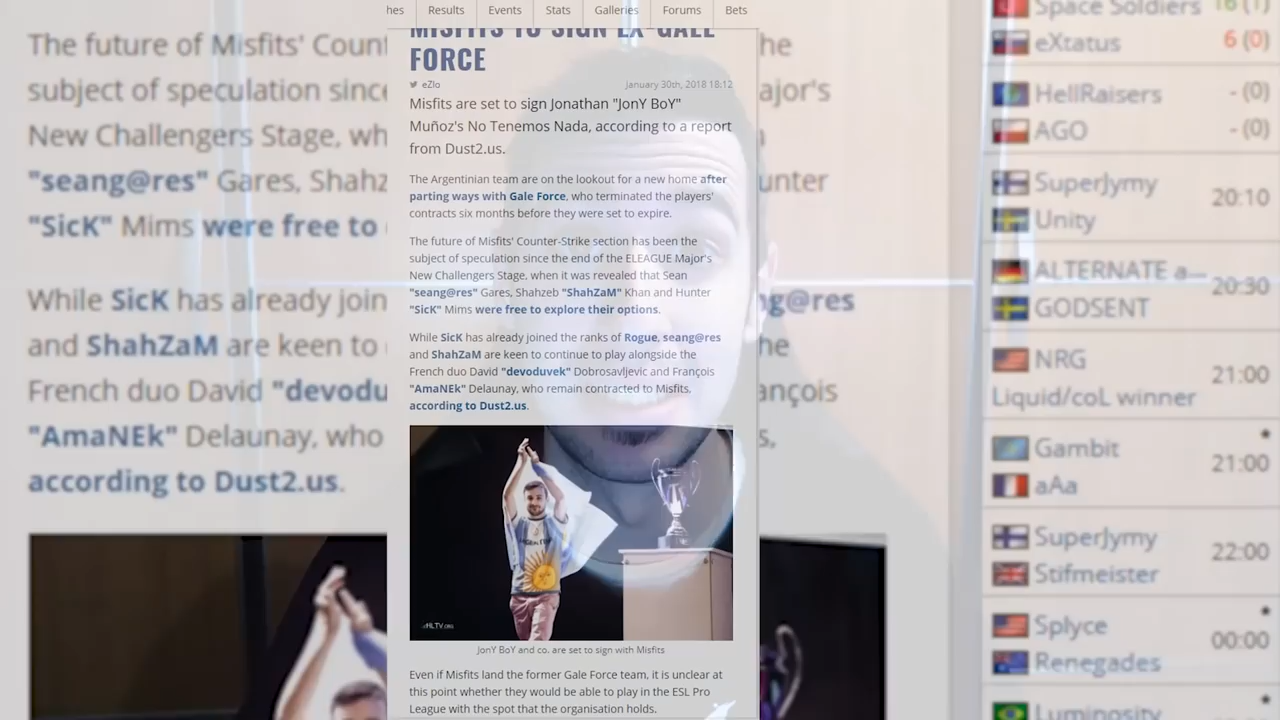 hes Results Events Stats Galleries Forums Bets
MISFITS TO SIGN EX-GALE
FORCE
eZIo January 30th, 2018 18:12
Misfits are set to sign Jonathan "JonY BoY"
Muñoz's No Tenemos Nada, according to a report
from Dust2.us.
The Argentinian team are on the lookout for a new home after
parting ways with Gale Force, who terminated the players'
contracts six months before they were set to expire.
The future of Misfits' Counter-Strike section has been the
subject of speculation since the end of the ELEAGUE Major's
New Challengers Stage, when it was revealed that Sean
"seang@res" Gares, Shahzeb "ShahZaM" Khan and Hunter
"SicK" Mims were free to explore their options.
While SicK has already joined the ranks of Rogue, seang@res
and ShahZaM are keen to continue to play alongside the
French duo David "devoduvek" Dobrosavljevic and François
"AmaNEk" Delaunay, who remain contracted to Misfits,
according to Dust2.us.
HLTV.ORG
JonY BoY and co. are set to sign with Misfits
Even if Misfits land the former Gale Force team, it is unclear at
this point whether they would be able to play in the ESL Pro
League with the spot that the organisation holds.
The future of Misfits' Coun he
subject of speculation since ajor's
New Challengers Stage, wh
"seang@res" Gares, Shahz unter
"SicK" Mims were free to
While SicK has already join g@res
and ShahZaM are keen to he
French duo David "devodu ançois
"AmaNEk" Delaunay, who s,
according to Dust2.us.
Space Soldiers 16 (1)
eXtatus 6 (0)
HellRaisers - (0)
AGO - (0)
SuperJymy 20:10
Unity
ALTERNATE a 20:30
GODSENT
NRG 21:00
Liquid/coL winner
Gambit 21:00
aAa
SuperJymy 22:00
Stifmeister
Splyce 00:00
Renegades
Luminosity